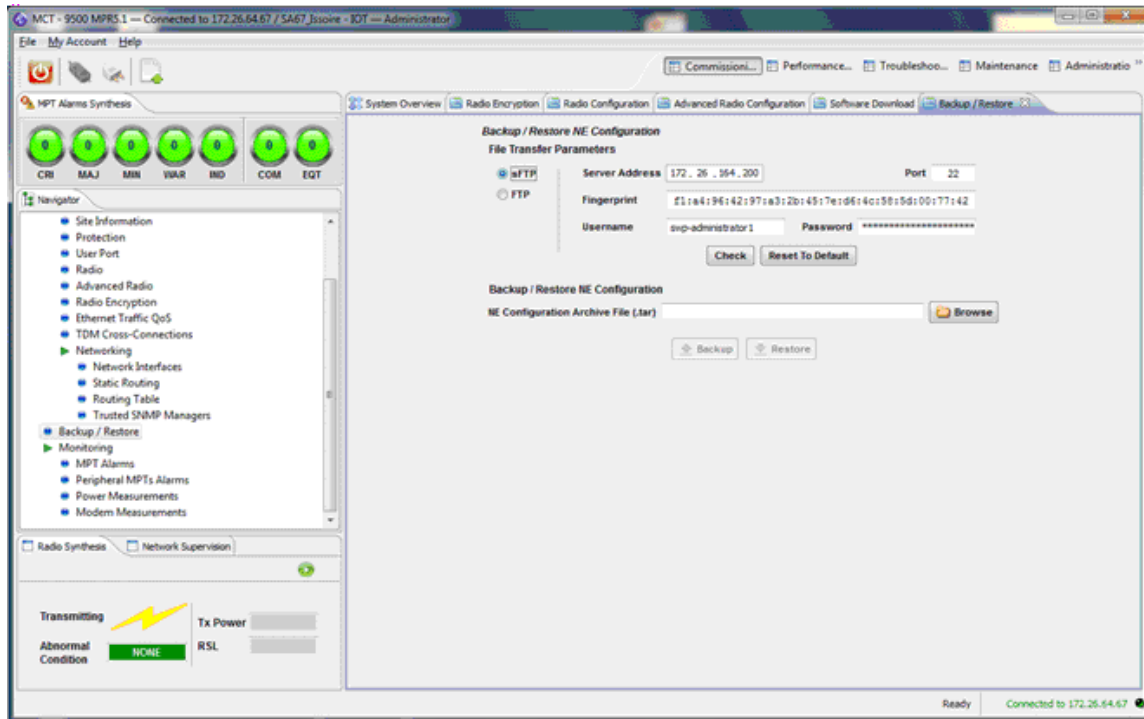 MCT - 9500 MPR5.1 — Connected to 172.26.64.67 / SA67_Issoire - IOT — Administrator
File My Account Help
Commissioni... Performance... Troubleshoo... Maintenance Administratio »
MPT Alarms Synthesis
0 0 0 0 0 0 0
CRI MAJ MIN WAR IND COM EQT
Navigator
Site Information
Protection
User Port
Radio
Advanced Radio
Radio Encryption
Ethernet Traffic QoS
TDM Cross-Connections
Networking
Network Interfaces
Static Routing
Routing Table
Trusted SNMP Managers
Backup / Restore
Monitoring
MPT Alarms
Peripheral MPTs Alarms
Power Measurements
Modem Measurements
Radio Synthesis Network Supervision
Transmitting
Tx Power
Abnormal Condition
NONE
RSL
System Overview Radio Encryption Radio Configuration Advanced Radio Configuration Software Download Backup / Restore
Backup / Restore NE Configuration
File Transfer Parameters
sFTP Server Address 172 . 26 . 164 . 200 Port 22
FTP Fingerprint f1:a4:96:42:97:a3:2b:45:7e:d6:4c:58:5d:00:77:42
Username swp-administrator1 Password **********************
Check Reset To Default
Backup / Restore NE Configuration
NE Configuration Archive File (.tar) Browse
Backup Restore
Ready Connected to 172.26.64.67